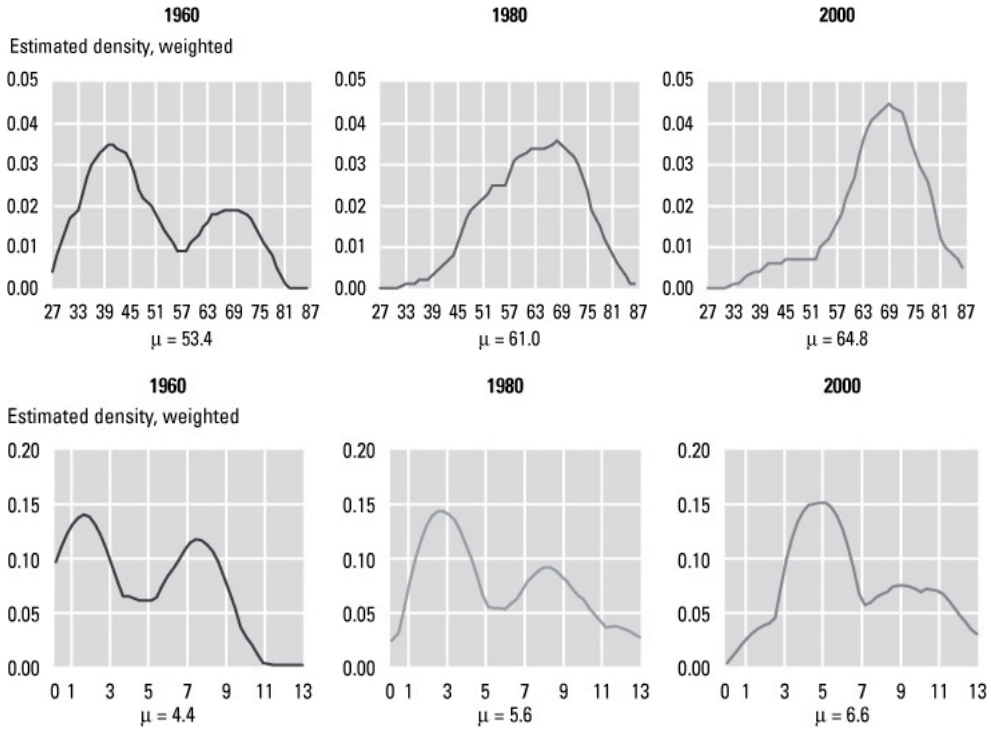 1960 1980 2000
Estimated density, weighted
0.05 0.05 0.05
0.04 0.04 0.04
0.03 0.03 0.03
0.02 0.02 0.02
0.01 0.01 0.01
0.00 0.00 0.00
27 33 39 45 51 57 63 69 75 81 87 27 33 39 45 51 57 63 69 75 81 87 27 33 39 45 51 57 63 69 75 81 87
μ = 53.4 μ = 61.0 μ = 64.8
1960 1980 2000
Estimated density, weighted
0.20 0.20 0.20
0.15 0.15 0.15
0.10 0.10 0.10
0.05 0.05 0.05
0.00 0.00 0.00
0 1 3 5 7 9 11 13 0 1 3 5 7 9 11 13 0 1 3 5 7 9 11 13
μ = 4.4 μ = 5.6 μ = 6.6